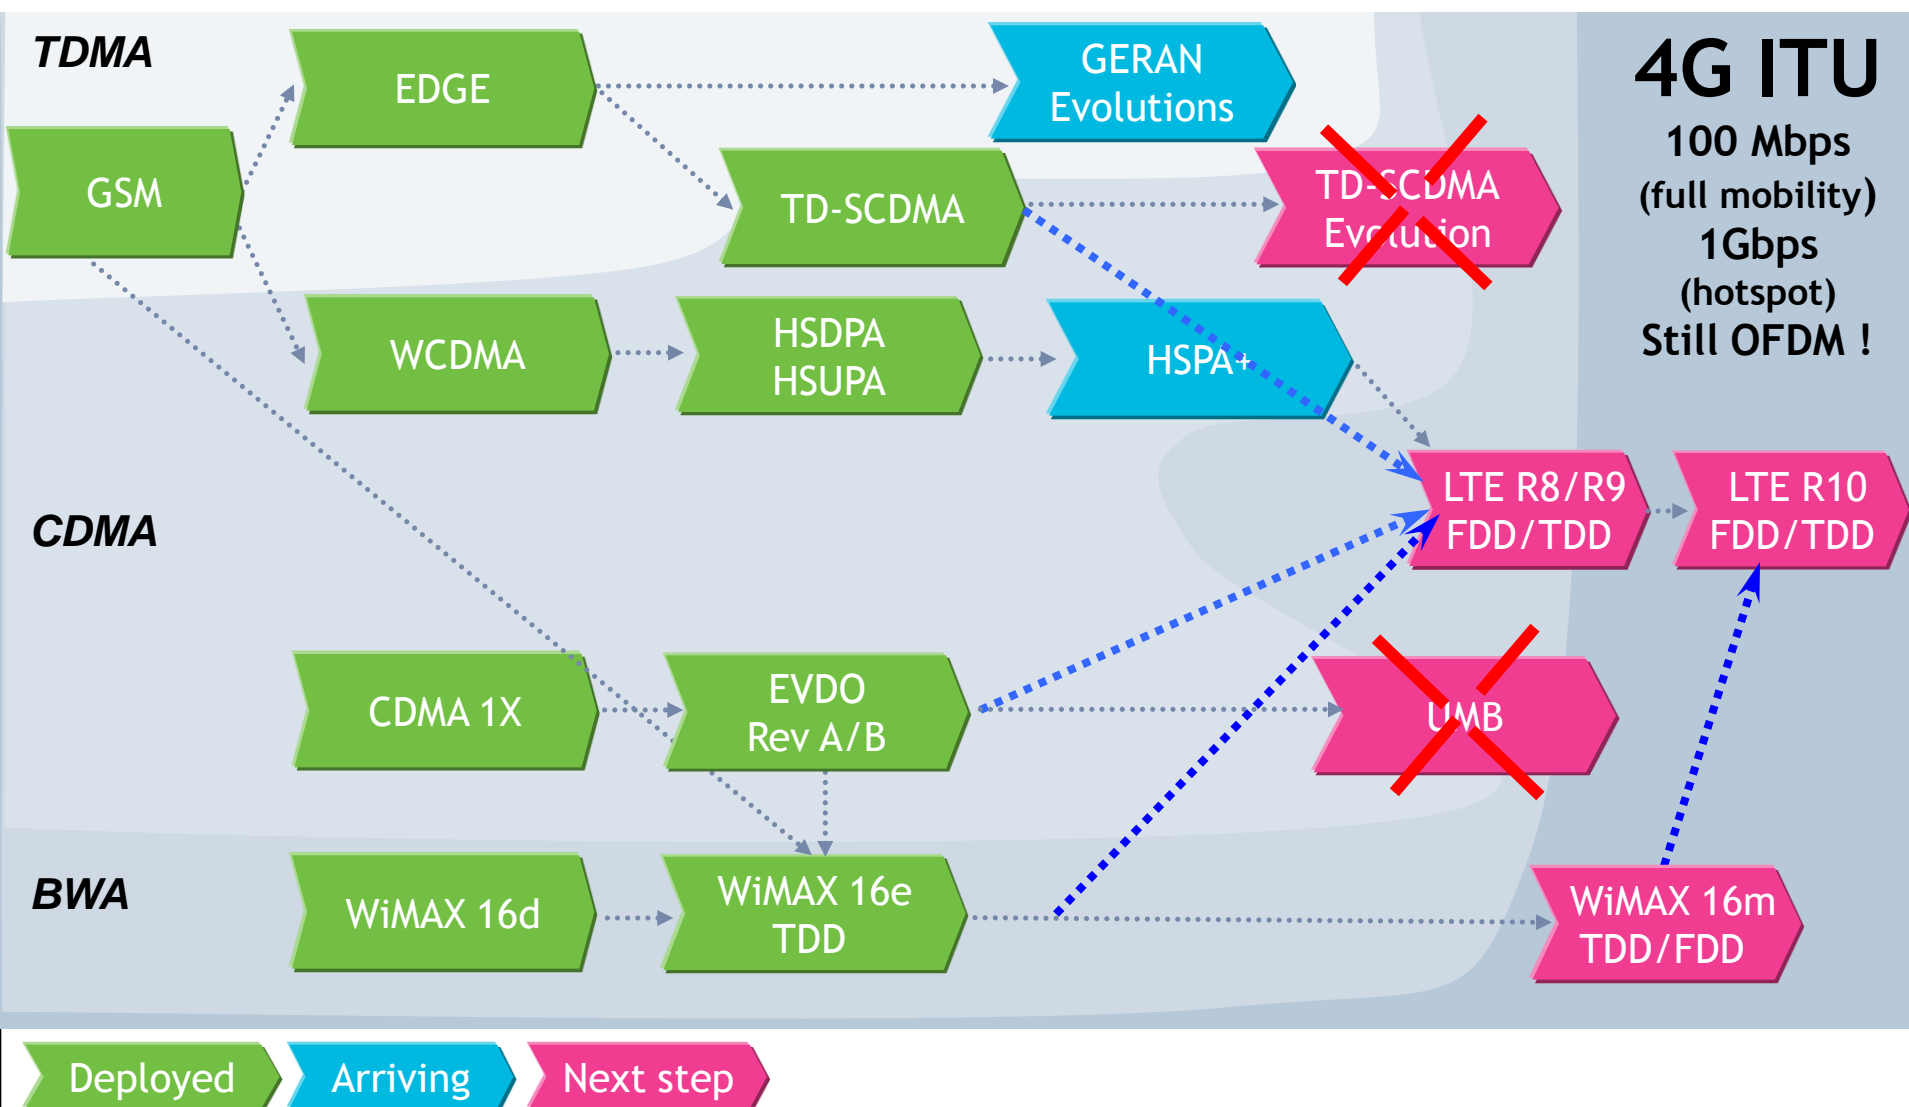 TDMA
EDGE
GERAN
Evolutions
4G ITU
100 Mbps
(full mobility)
1Gbps
(hotspot)
Still OFDM !
GSM
TD-SCDMA
TD-SCDMA
Evolution
WCDMA
HSDPA
HSUPA
HSPA+
CDMA
LTE R8/R9
FDD/TDD
LTE R10
FDD/TDD
CDMA 1X
EVDO
Rev A/B
UMB
BWA
WiMAX 16d
WiMAX 16e
TDD
WiMAX 16m
TDD/FDD
Deployed
Arriving
Next step